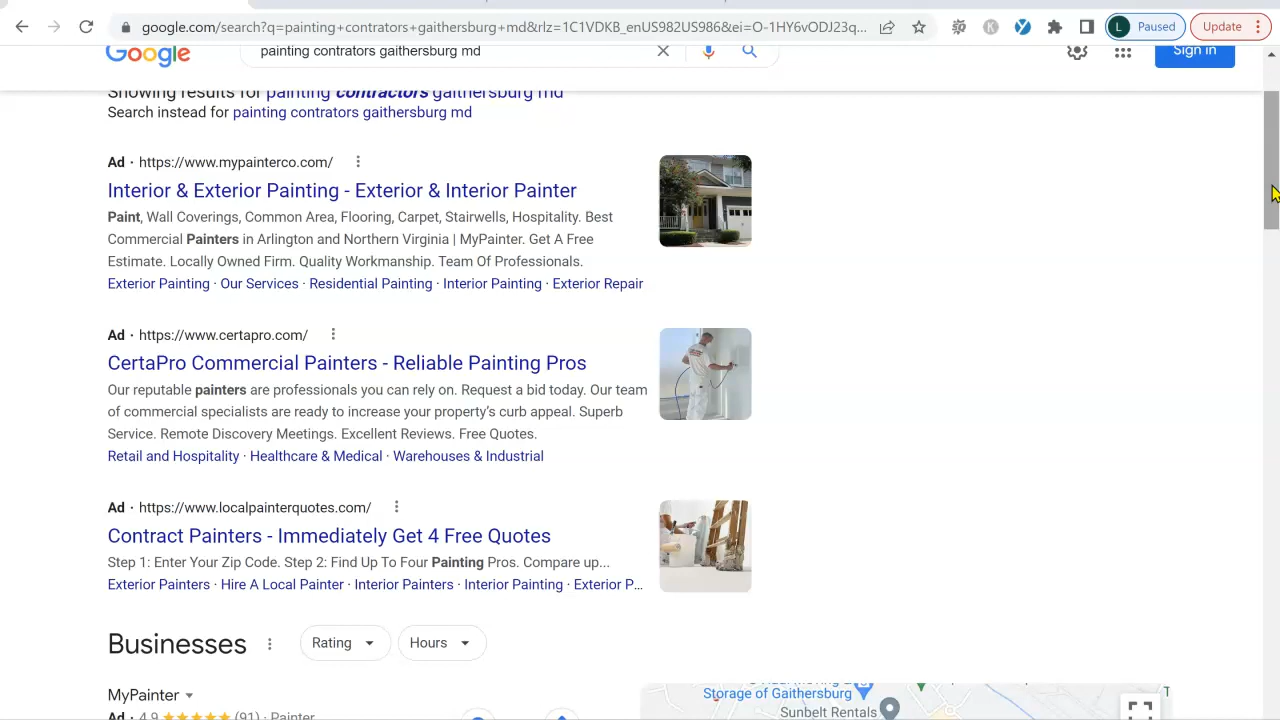 google.com/search?q=painting+contrators+gaithersburg+md&rlz=1C1VDKB_enUS982US986&ei=O-1HY6vODJ23q...
Paused
Update
L
K
Google
painting contrators gaithersburg md
Sign in
Showing results for painting contractors gaithersburg md
Search instead for painting contrators gaithersburg md
Ad · https://www.mypainterco.com/
Interior & Exterior Painting - Exterior & Interior Painter
Paint, Wall Coverings, Common Area, Flooring, Carpet, Stairwells, Hospitality. Best
Commercial Painters in Arlington and Northern Virginia | MyPainter. Get A Free
Estimate. Locally Owned Firm. Quality Workmanship. Team Of Professionals.
Exterior Painting · Our Services · Residential Painting · Interior Painting · Exterior Repair
Ad · https://www.certapro.com/
CertaPro Commercial Painters - Reliable Painting Pros
Our reputable painters are professionals you can rely on. Request a bid today. Our team
of commercial specialists are ready to increase your property's curb appeal. Superb
Service. Remote Discovery Meetings. Excellent Reviews. Free Quotes.
Retail and Hospitality · Healthcare & Medical · Warehouses & Industrial
Ad · https://www.localpainterquotes.com/
Contract Painters - Immediately Get 4 Free Quotes
Step 1: Enter Your Zip Code. Step 2: Find Up To Four Painting Pros. Compare up...
Exterior Painters · Hire A Local Painter · Interior Painters · Interior Painting · Exterior P...
Businesses
Rating
Hours
MyPainter
Ad · 4.9 (91) · Painter
Storage of Gaithersburg
Sunbelt Rentals